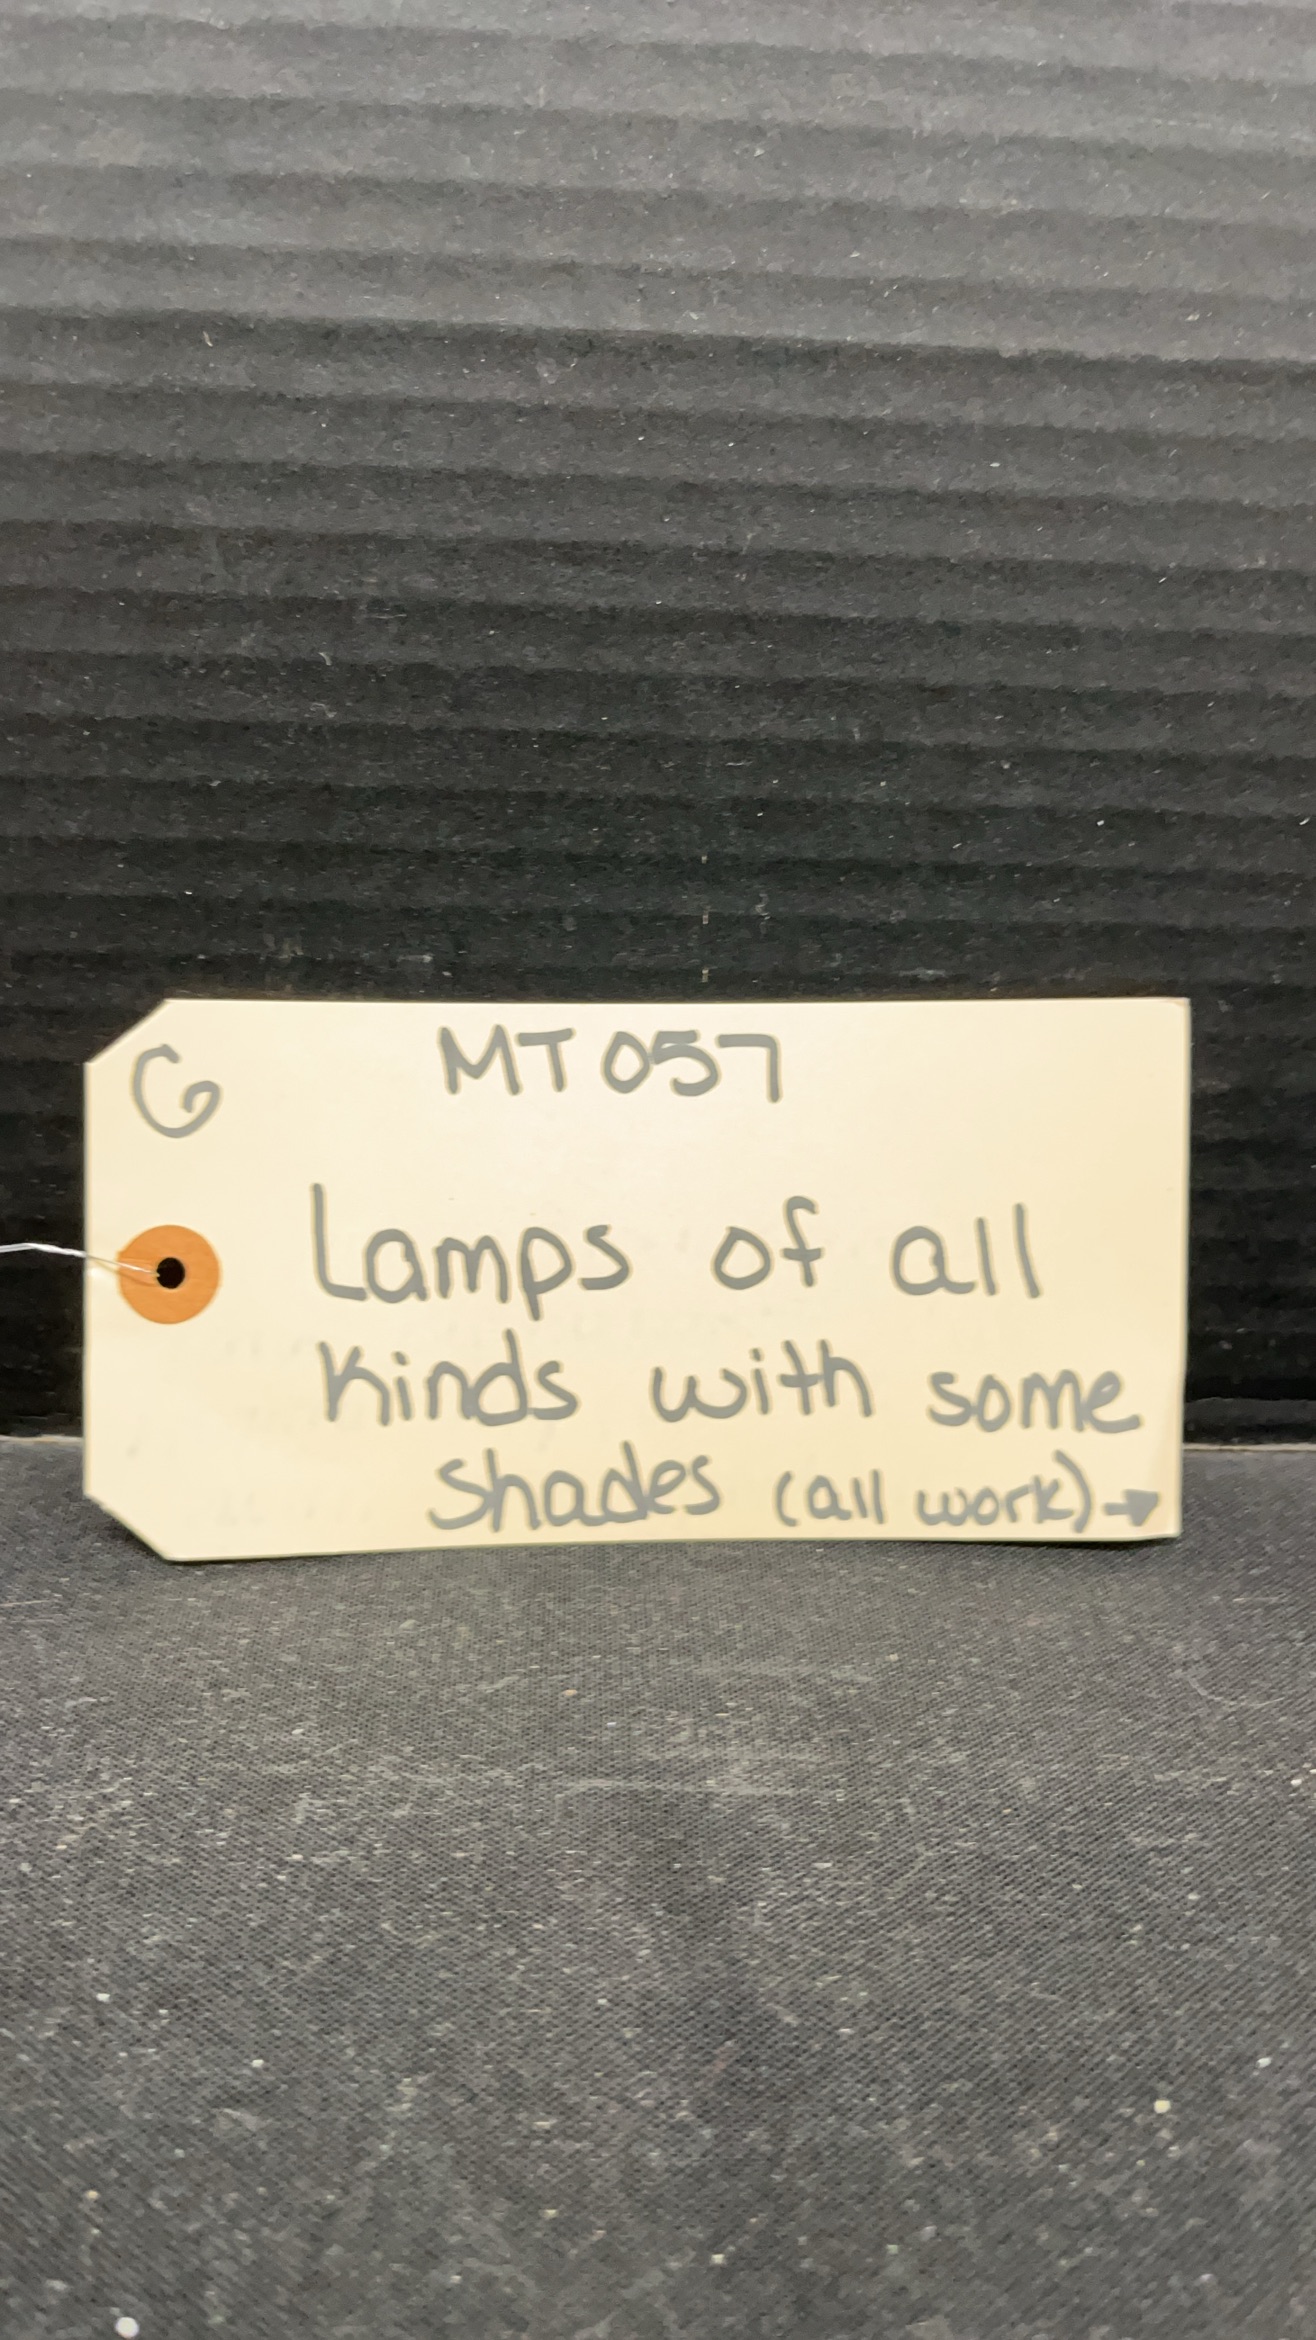 G
MT057
Lamps of all
Kinds with some
Shades (all work)→